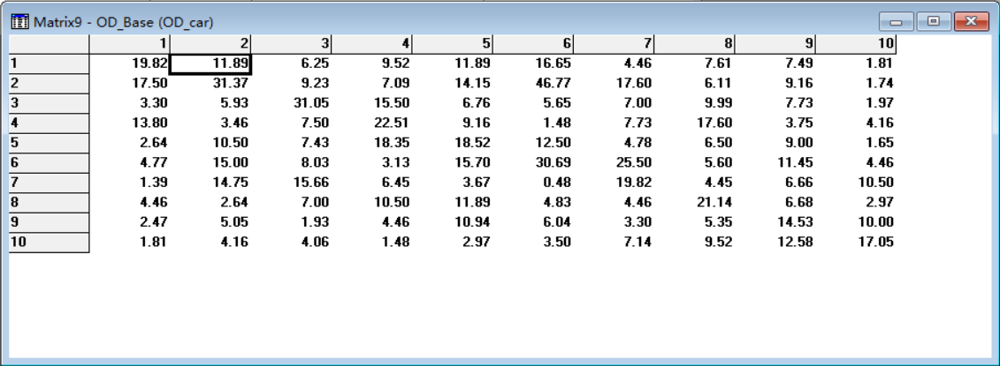 Matrix9 - OD_Base (OD_car)
1 2 3 4 5 6 7 8 9 10
1 19.82 11.89 6.25 9.52 11.89 16.65 4.46 7.61 7.49 1.81
2 17.50 31.37 9.23 7.09 14.15 46.77 17.60 6.11 9.16 1.74
3 3.30 5.93 31.05 15.50 6.76 5.65 7.00 9.99 7.73 1.97
4 13.80 3.46 7.50 22.51 9.16 1.48 7.73 17.60 3.75 4.16
5 2.64 10.50 7.43 18.35 18.52 12.50 4.78 6.50 9.00 1.65
6 4.77 15.00 8.03 3.13 15.70 30.69 25.50 5.60 11.45 4.46
7 1.39 14.75 15.66 6.45 3.67 0.48 19.82 4.45 6.66 10.50
8 4.46 2.64 7.00 10.50 11.89 4.83 4.46 21.14 6.68 2.97
9 2.47 5.05 1.93 4.46 10.94 6.04 3.30 5.35 14.53 10.00
10 1.81 4.16 4.06 1.48 2.97 3.50 7.14 9.52 12.58 17.05